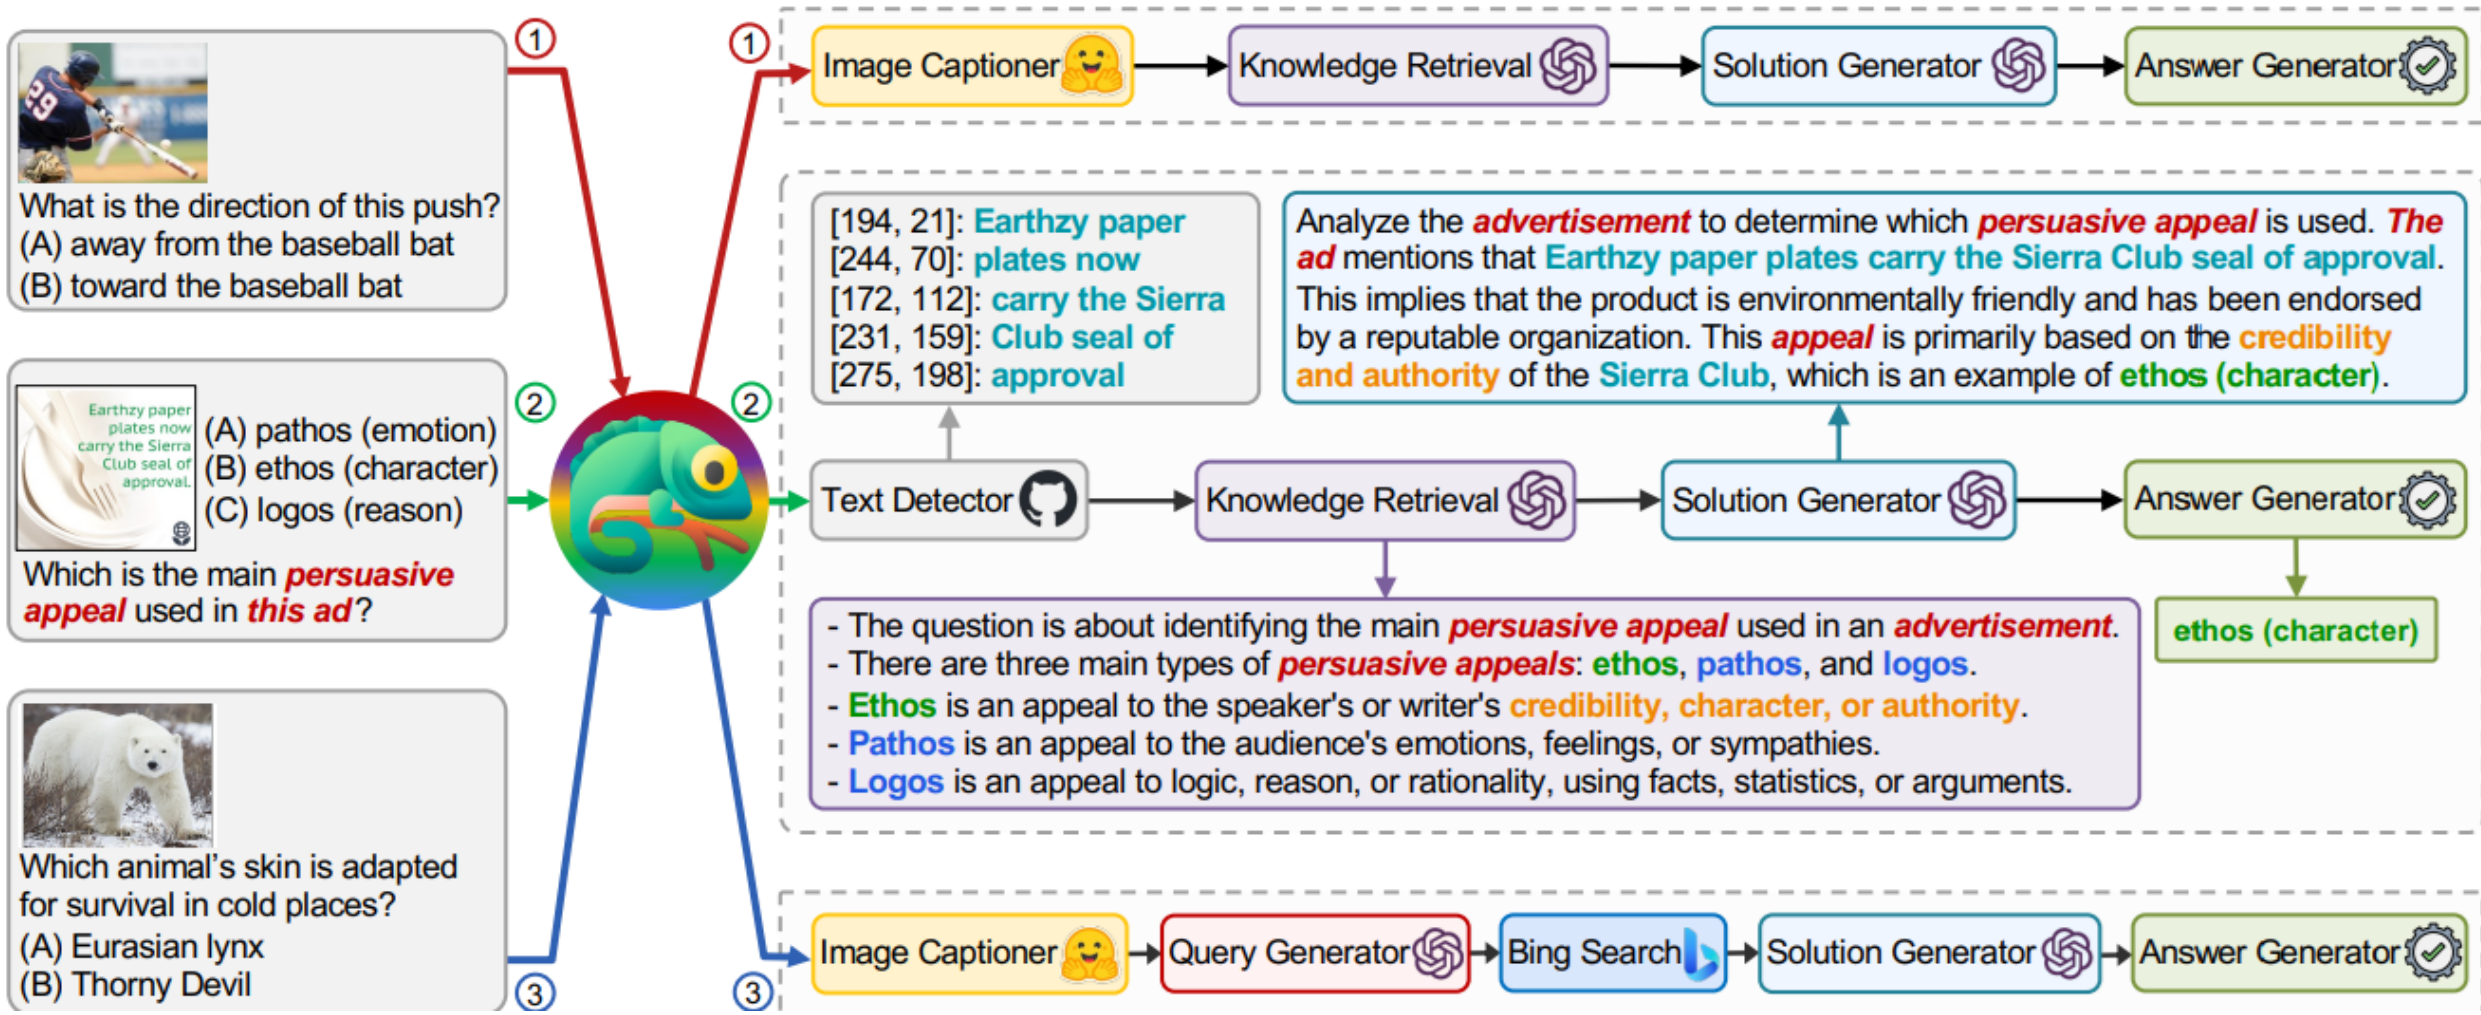 29
What is the direction of this push?
(A) away from the baseball bat
(B) toward the baseball bat
1
1
Image Captioner
Knowledge Retrieval
Solution Generator
Answer Generator
Earthzy paper
plates now
carry the Sierra
Club seal of
approval.
(A) pathos (emotion)
(B) ethos (character)
(C) logos (reason)
Which is the main persuasive
appeal used in this ad?
2
2
[194, 21]: Earthzy paper
[244, 70]: plates now
[172, 112]: carry the Sierra
[231, 159]: Club seal of
[275, 198]: approval
Analyze the advertisement to determine which persuasive appeal is used. The
ad mentions that Earthzy paper plates carry the Sierra Club seal of approval.
This implies that the product is environmentally friendly and has been endorsed
by a reputable organization. This appeal is primarily based on the credibility
and authority of the Sierra Club, which is an example of ethos (character).
Text Detector
Knowledge Retrieval
Solution Generator
Answer Generator
- The question is about identifying the main persuasive appeal used in an advertisement.
- There are three main types of persuasive appeals: ethos, pathos, and logos.
- Ethos is an appeal to the speaker's or writer's credibility, character, or authority.
- Pathos is an appeal to the audience's emotions, feelings, or sympathies.
- Logos is an appeal to logic, reason, or rationality, using facts, statistics, or arguments.
ethos (character)
Which animal's skin is adapted
for survival in cold places?
(A) Eurasian lynx
(B) Thorny Devil
3
3
Image Captioner
Query Generator
Bing Search
Solution Generator
Answer Generator